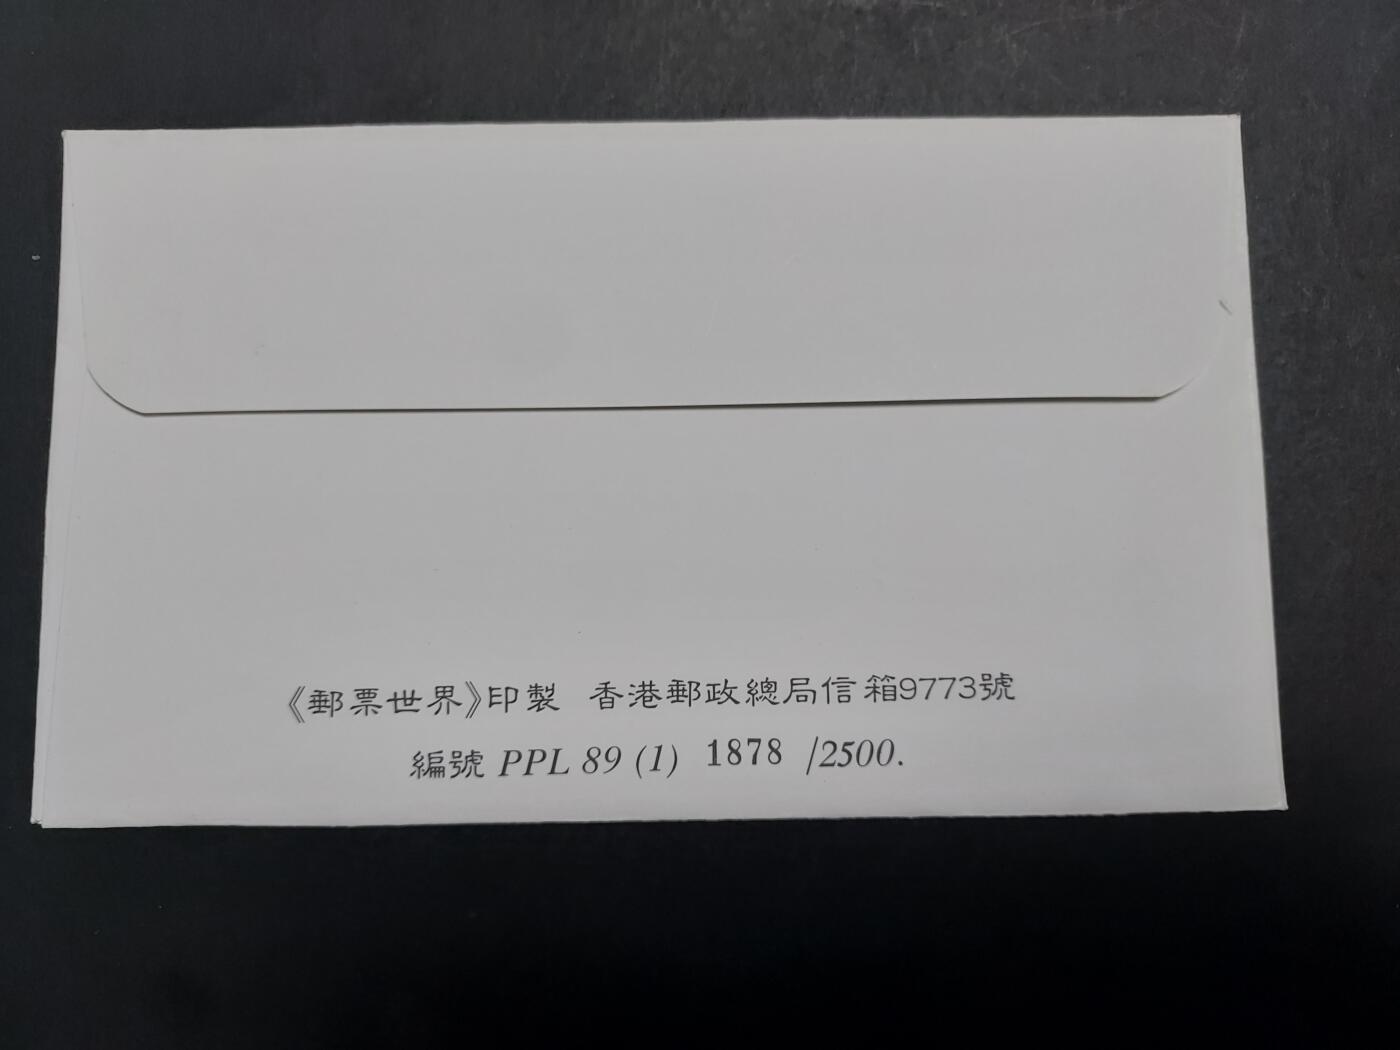 《郵票世界》印製 香港郵政總局信箱9773號
編號 PPL 89 (1) 1878 /2500.